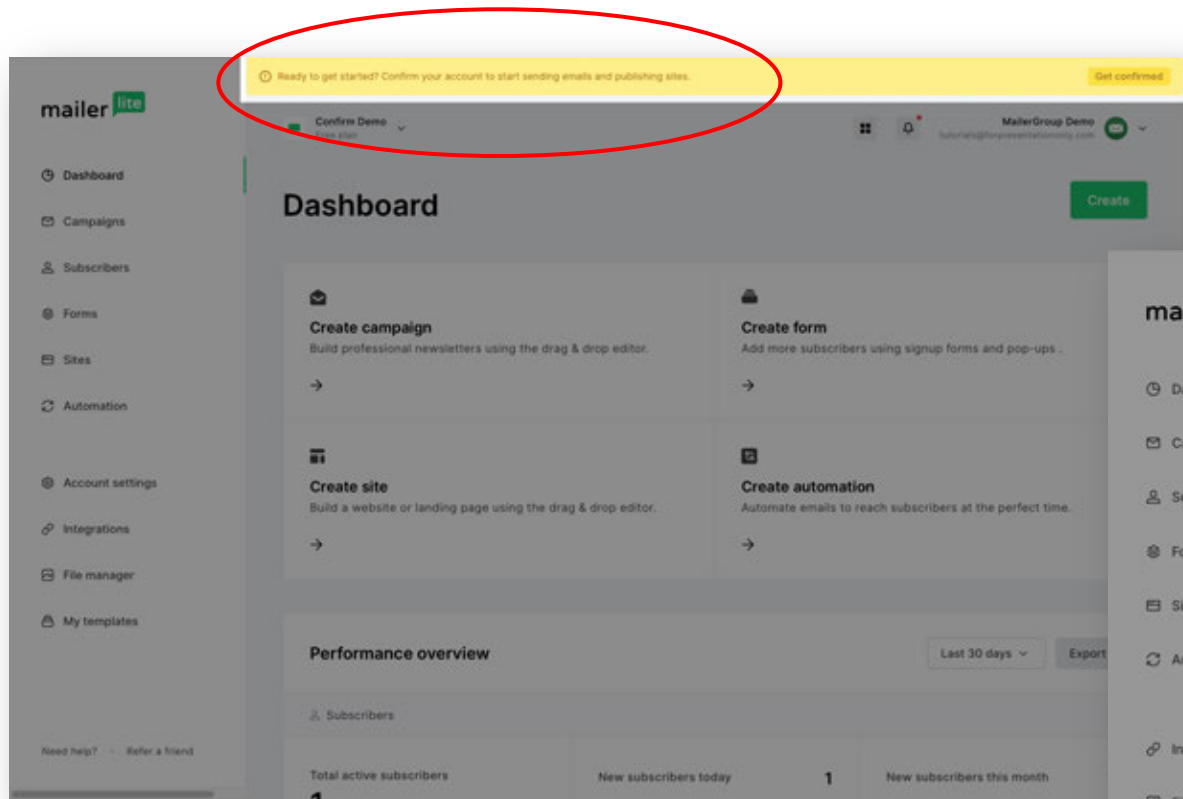 Ready to get started? Confirm your account to start sending emails and publishing sites.
Get confirmed
mailer lite
Confirm Demo
Free plan
MailerGroup Demo
Dashboard
Campaigns
Subscribers
Forms
Sites
Automation
Account settings
Integrations
File manager
My templates
Need help?
Refer a friend
Dashboard
Create
Create campaign
Build professional newsletters using the drag & drop editor.
Create form
Add more subscribers using signup forms and pop-ups .
Create site
Build a website or landing page using the drag & drop editor.
Create automation
Automate emails to reach subscribers at the perfect time.
Performance overview
Last 30 days
Export
Subscribers
Total active subscribers
1
New subscribers today
1
New subscribers this month
ma